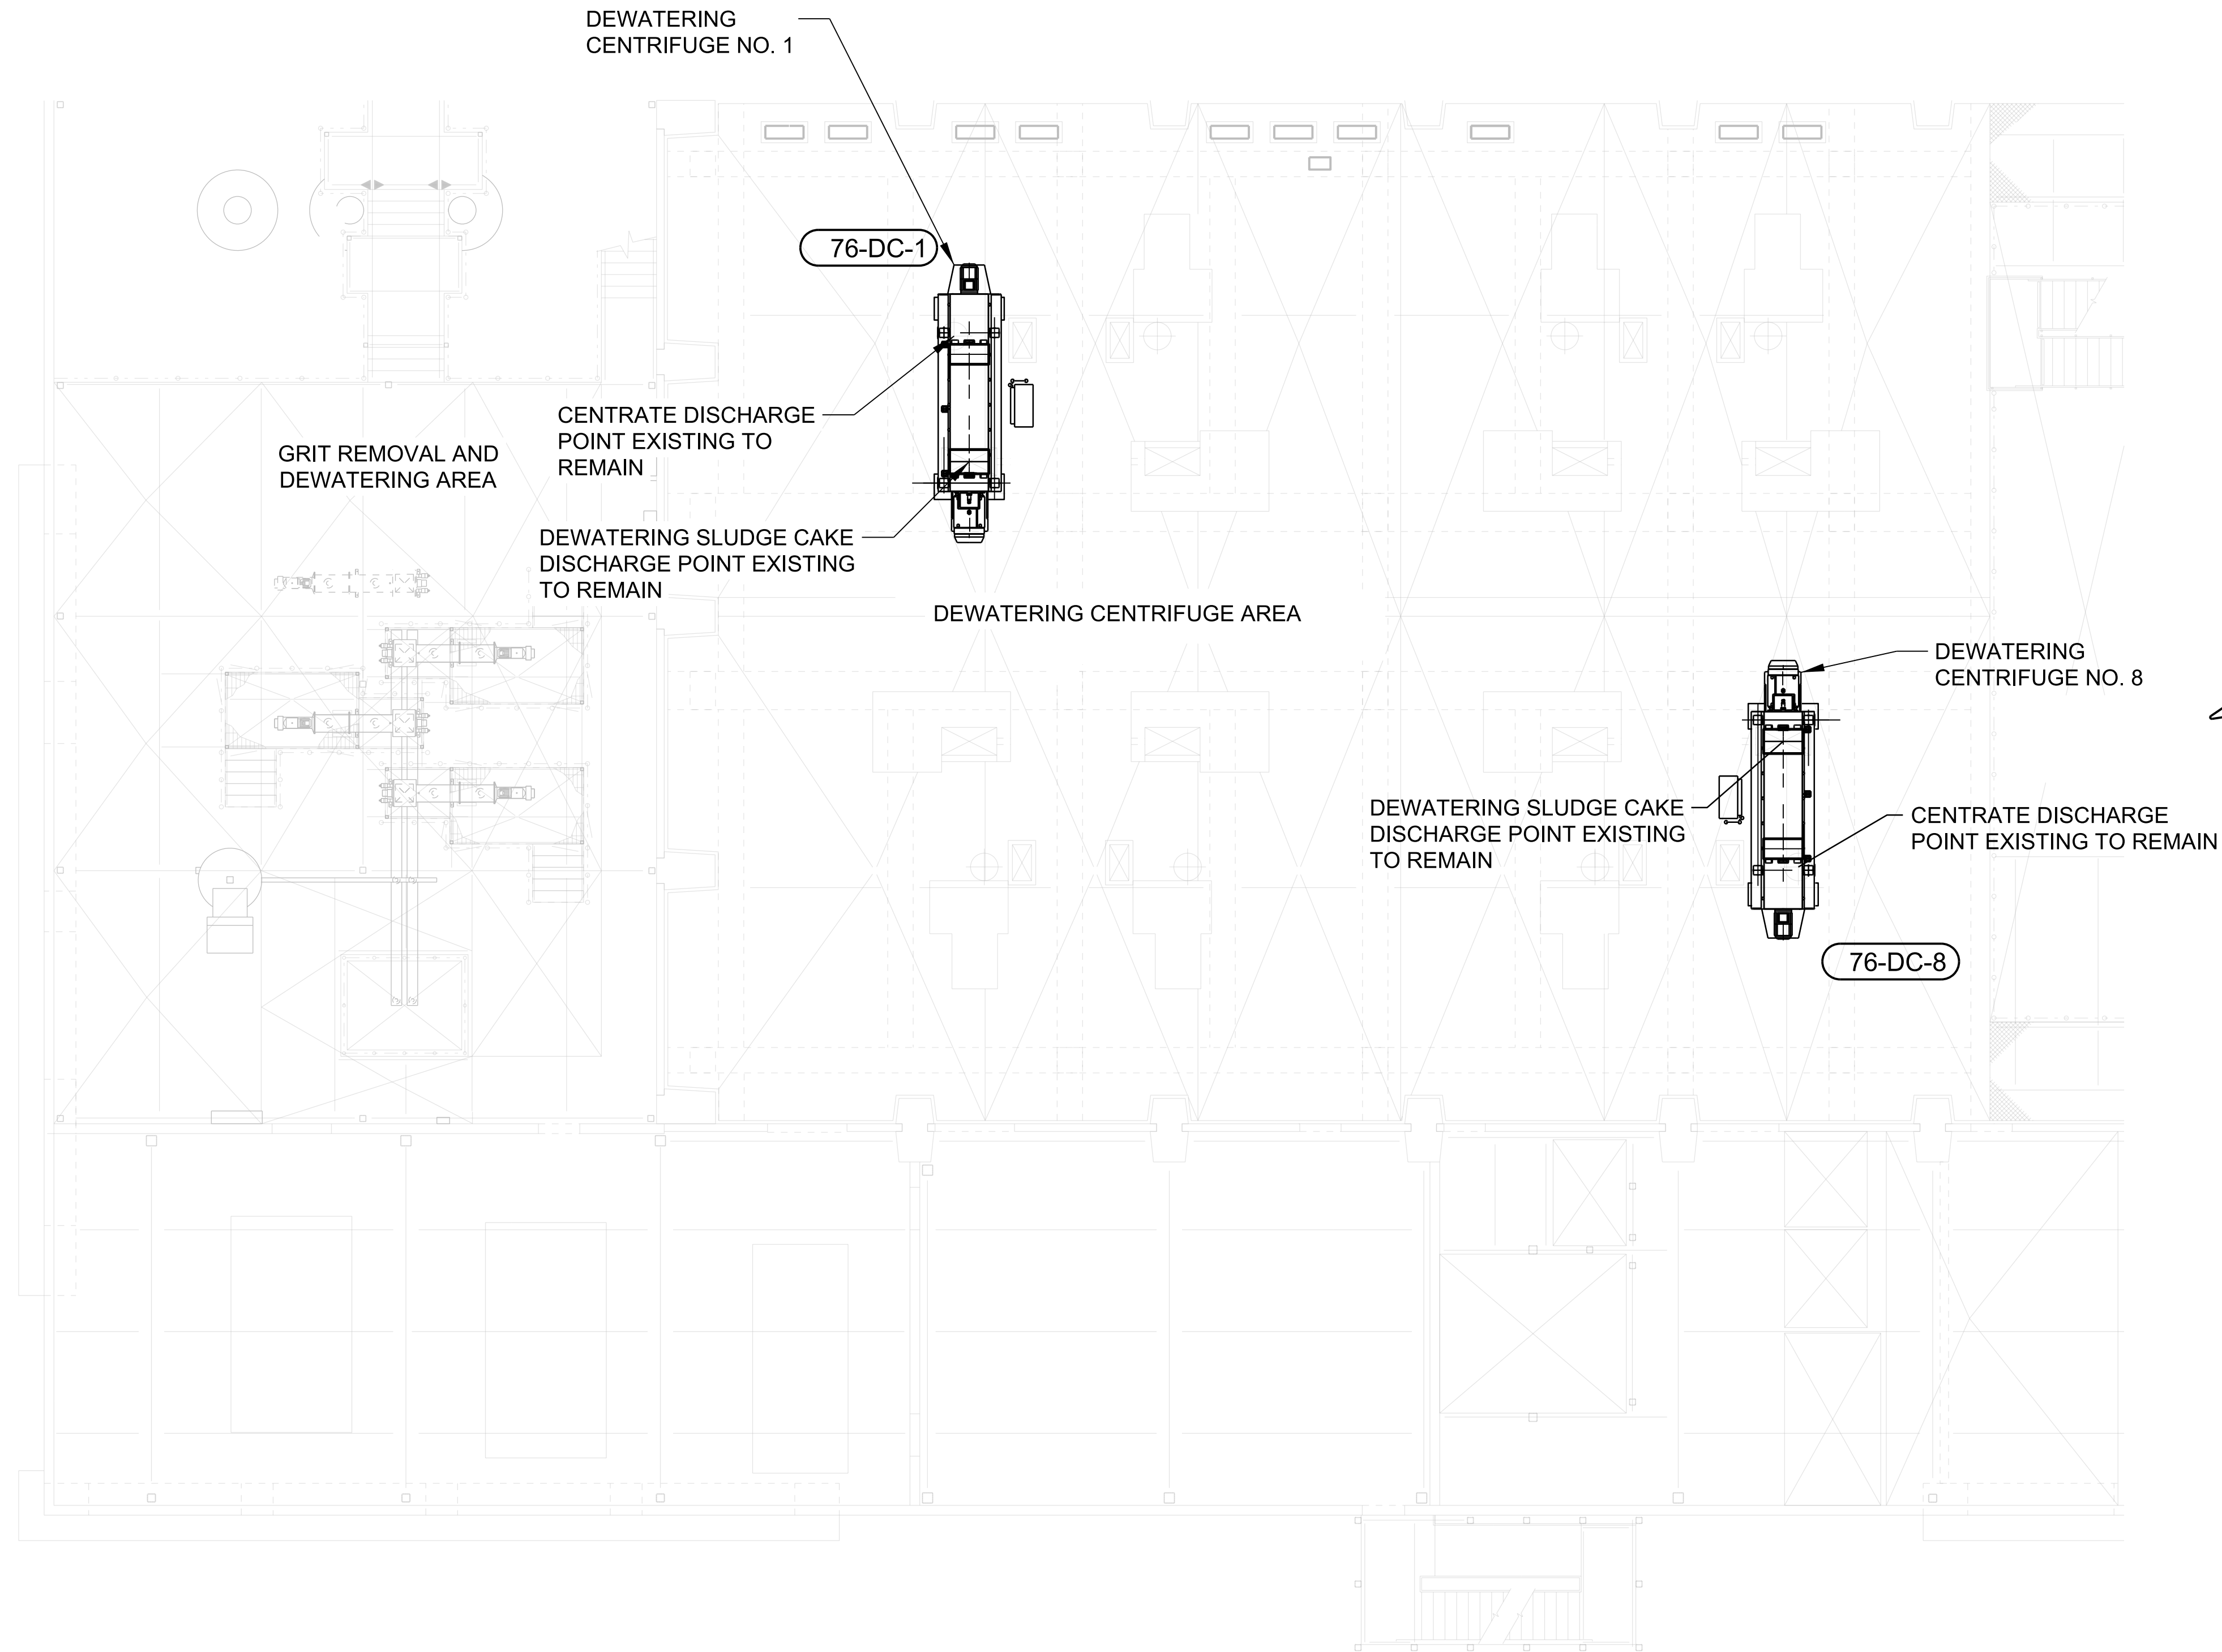 DEWATERING
CENTRIFUGE NO. 1
76-DC-1
CENTRATE DISCHARGE
POINT EXISTING TO
REMAIN
GRIT REMOVAL AND
DEWATERING AREA
DEWATERING SLUDGE CAKE
DISCHARGE POINT EXISTING
TO REMAIN
DEWATERING CENTRIFUGE AREA
DEWATERING
CENTRIFUGE NO. 8
DEWATERING SLUDGE CAKE
DISCHARGE POINT EXISTING
TO REMAIN
CENTRATE DISCHARGE
POINT EXISTING TO REMAIN
76-DC-8